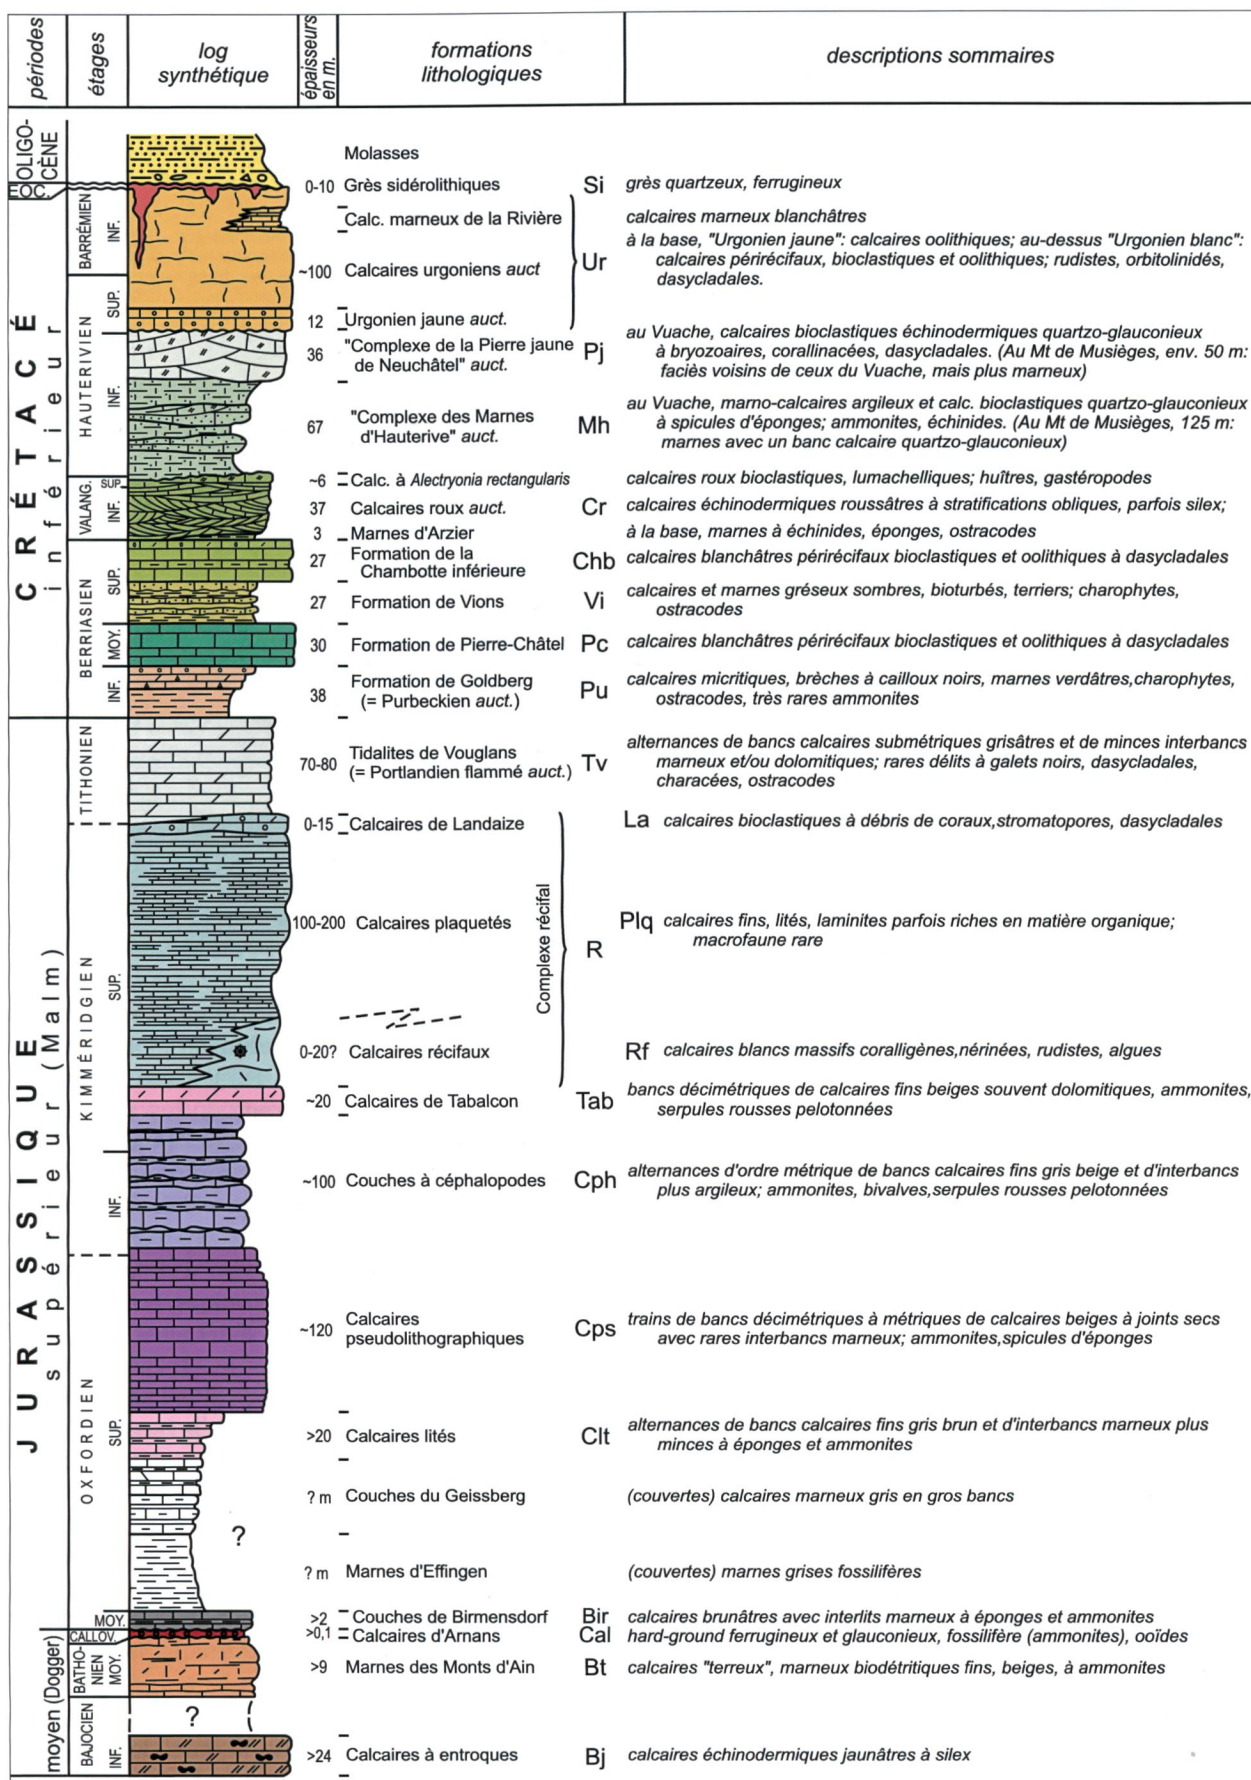 périodes
étages
log
synthétique
épaisseurs
en m.
formations
lithologiques
descriptions sommaires
OLIGO-
CÈNE
EOC.
CRÉTACÉ
inférieur
BARRÉMIEN
INF.
HAUTERIVIEN
SUP.
INF.
VALANG.
SUP.
INF.
BERRIASIEN
SUP.
MOY.
INF.
JURASSIQUE
supérieur (Malm)
TITHONIEN
KIMMÉRIDGIEN
SUP.
INF.
OXFORDIEN
SUP.
MOY.
moyen (Dogger)
CALLOV.
BATHO-
NIEN
MOY.
BAJOCIEN
INF.
Molasses
0-10 Grès sidérolithiques Si grès quartzeux, ferrugineux
Calc. marneux de la Rivière calcaires marneux blanchâtres
~100 Calcaires urgoniens auct Ur à la base, "Urgonien jaune": calcaires oolithiques; au-dessus "Urgonien blanc":
calcaires périrécifaux, bioclastiques et oolithiques; rudistes, orbitolinidés,
dasycladales.
12 Urgonien jaune auct.
36 "Complexe de la Pierre jaune
de Neuchâtel" auct.
Pj au Vuache, calcaires bioclastiques échinodermiques quartzo-glauconieux
à bryozoaires, corallinacées, dasycladales. (Au Mt de Musièges, env. 50 m:
faciès voisins de ceux du Vuache, mais plus marneux)
67 "Complexe des Marnes
d'Hauterive" auct.
Mh au Vuache, marno-calcaires argileux et calc. bioclastiques quartzo-glauconieux
à spicules d'éponges; ammonites, échinides. (Au Mt de Musièges, 125 m:
marnes avec un banc calcaire quartzo-glauconieux)
~6 Calc. à Alectryonia rectangularis calcaires roux bioclastiques, lumachelliques; huîtres, gastéropodes
37 Calcaires roux auct. Cr calcaires échinodermiques roussâtres à stratifications obliques, parfois silex;
3 Marnes d'Arzier à la base, marnes à échinides, éponges, ostracodes
27 Formation de la
Chambotte inférieure
Chb calcaires blanchâtres périrécifaux bioclastiques et oolithiques à dasycladales
27 Formation de Vions Vi calcaires et marnes gréseux sombres, bioturbés, terriers; charophytes,
ostracodes
30 Formation de Pierre-Châtel Pc calcaires blanchâtres périrécifaux bioclastiques et oolithiques à dasycladales
38 Formation de Goldberg
(= Purbeckien auct.)
Pu calcaires micritiques, brèches à cailloux noirs, marnes verdâtres,charophytes,
ostracodes, très rares ammonites
70-80 Tidalites de Vouglans
(= Portlandien flammé auct.)
Tv alternances de bancs calcaires submétriques grisâtres et de minces interbancs
marneux et/ou dolomitiques; rares délits à galets noirs, dasycladales,
characées, ostracodes
0-15 Calcaires de Landaize La calcaires bioclastiques à débris de coraux,stromatopores, dasycladales
Complexe récifal
R
100-200 Calcaires plaquetés Plq calcaires fins, lités, laminites parfois riches en matière organique;
macrofaune rare
0-20? Calcaires récifaux Rf calcaires blancs massifs coralligènes,nérinées, rudistes, algues
~20 Calcaires de Tabalcon Tab bancs décimétriques de calcaires fins beiges souvent dolomitiques, ammonites,
serpules rousses pelotonnées
~100 Couches à céphalopodes Cph alternances d'ordre métrique de bancs calcaires fins gris beige et d'interbancs
plus argileux; ammonites, bivalves,serpules rousses pelotonnées
~120 Calcaires
pseudolithographiques
Cps trains de bancs décimétriques à métriques de calcaires beiges à joints secs
avec rares interbancs marneux; ammonites,spicules d'éponges
>20 Calcaires lités Clt alternances de bancs calcaires fins gris brun et d'interbancs marneux plus
minces à éponges et ammonites
? m Couches du Geissberg (couvertes) calcaires marneux gris en gros bancs
?
? m Marnes d'Effingen (couvertes) marnes grises fossilifères
>2 Couches de Birmensdorf Bir calcaires brunâtres avec interlits marneux à éponges et ammonites
>0,1 Calcaires d'Arnans Cal hard-ground ferrugineux et glauconieux, fossilifère (ammonites), ooïdes
>9 Marnes des Monts d'Ain Bt calcaires "terreux", marneux biodétritiques fins, beiges, à ammonites
?
>24 Calcaires à entroques Bj calcaires échinodermiques jaunâtres à silex